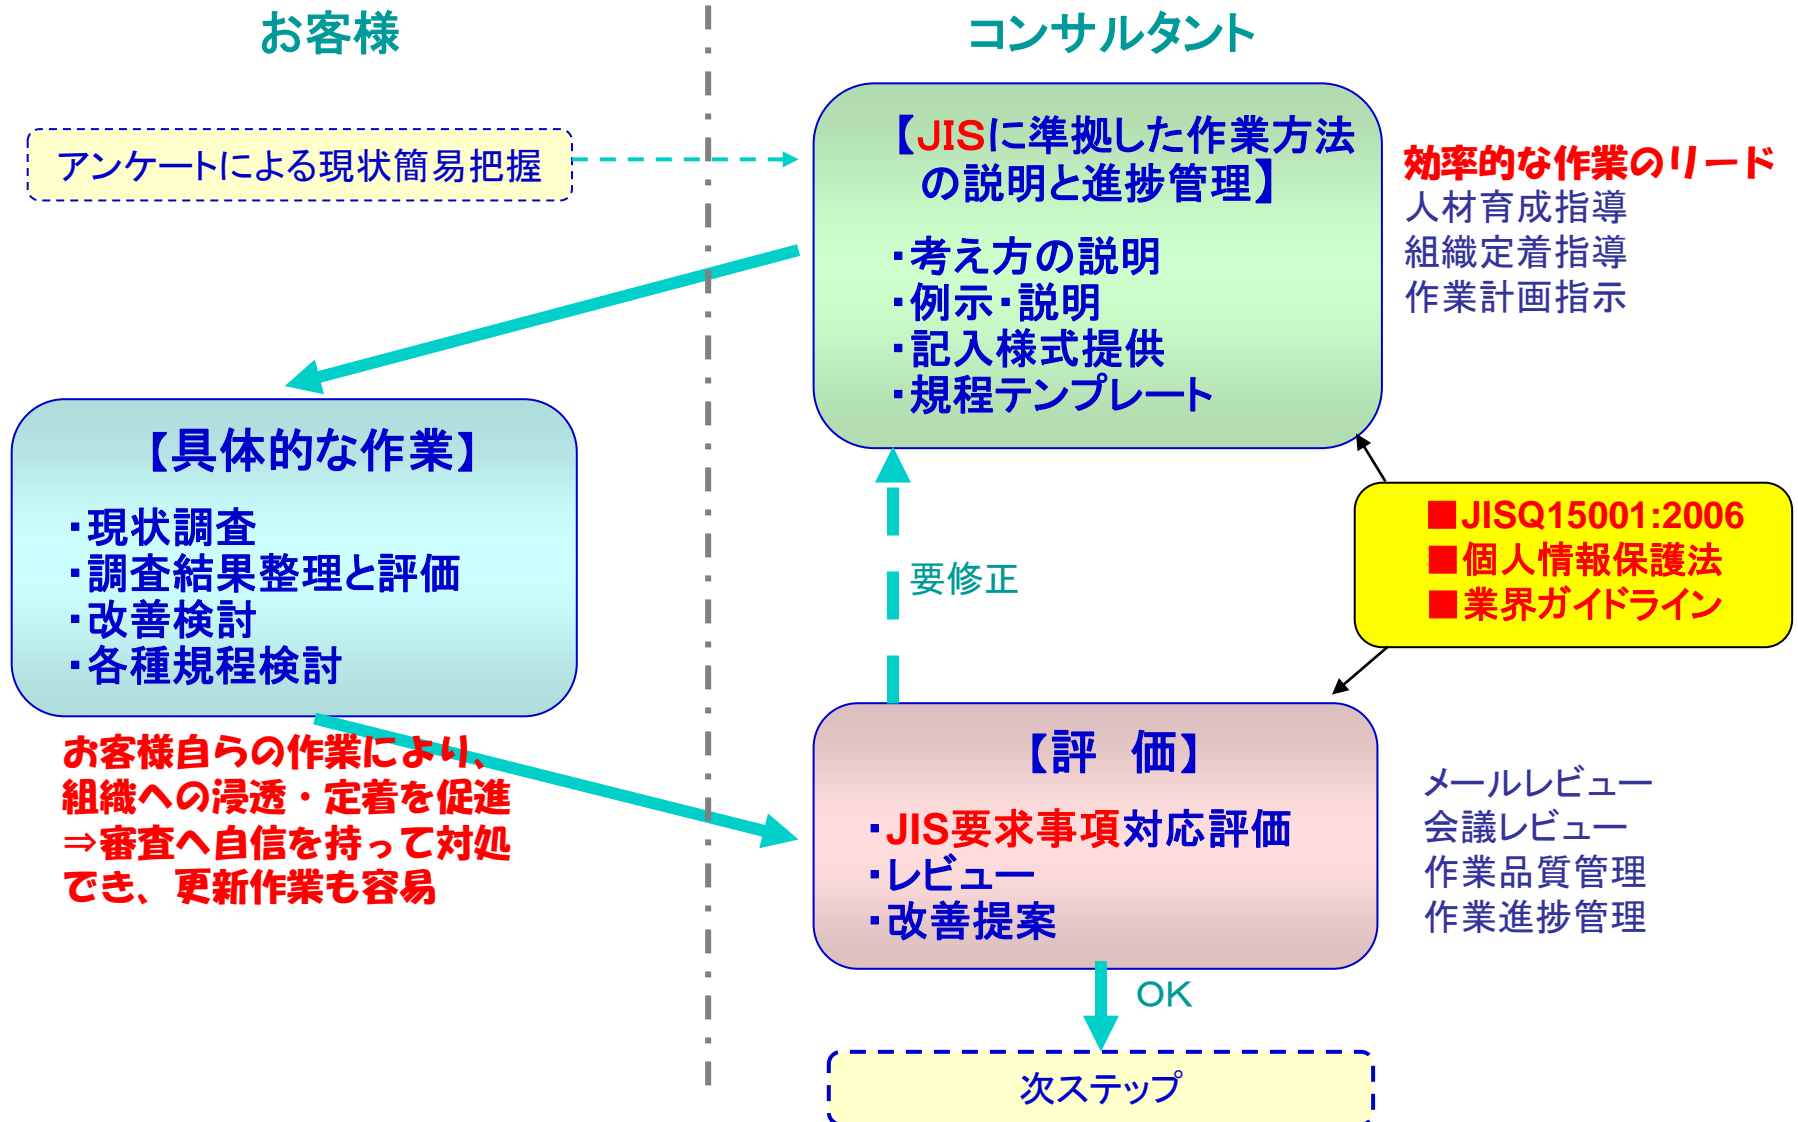 お客様
コンサルタント
アンケートによる現状簡易把握
【JISに準拠した作業方法
の説明と進捗管理】
・考え方の説明
・例示・説明
・記入様式提供
・規程テンプレート
効率的な作業のリード
人材育成指導
組織定着指導
作業計画指示
【具体的な作業】
・現状調査
・調査結果整理と評価
・改善検討
・各種規程検討
■JISQ15001:2006
■個人情報保護法
■業界ガイドライン
要修正
お客様自らの作業により、
組織への浸透・定着を促進
⇒審査へ自信を持って対処
でき、更新作業も容易
【評　価】
・JIS要求事項対応評価
・レビュー
・改善提案
メールレビュー
会議レビュー
作業品質管理
作業進捗管理
OK
次ステップ